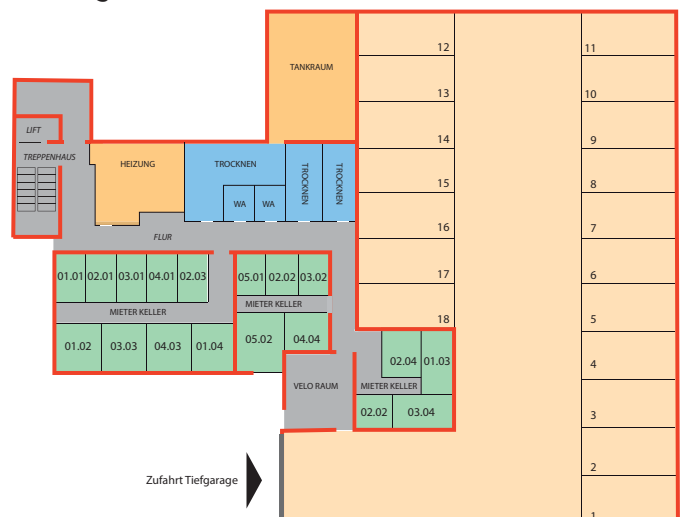 g
12
11
TANKRAUM
13
10
LIFT
14
9
TREPPENHAUS
HEIZUNG
TROCKNEN
TROCKNEN
TROCKNEN
15
8
WA
WA
16
7
FLUR
01.01
02.01
03.01
04.01
02.03
05.01
02.02
03.02
17
6
MIETER KELLER
MIETER KELLER
18
5
01.02
03.03
04.03
01.04
05.02
04.04
02.04
01.03
4
VELO RAUM
MIETER KELLER
02.02
03.04
3
2
Zufahrt Tiefgarage
1